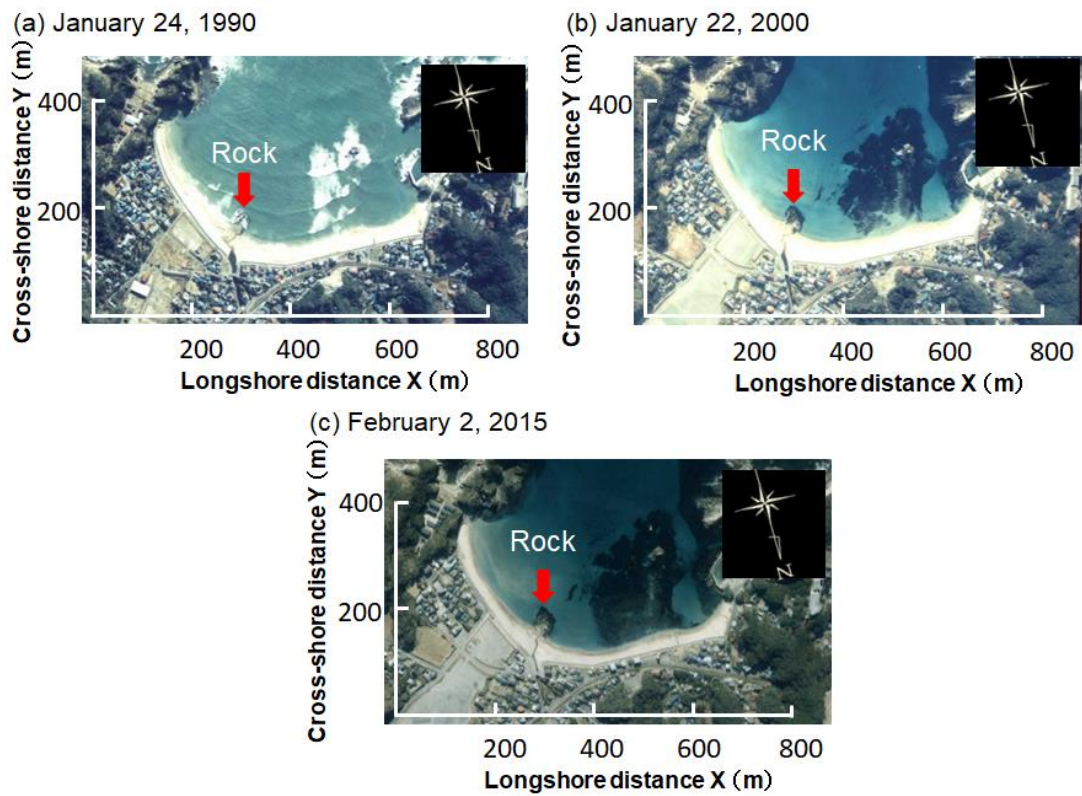 (a) January 24, 1990
Cross-shore distance Y (m)
400
200
Rock
N
200 400 600 800
Longshore distance X (m)
(b) January 22, 2000
Cross-shore distance Y (m)
400
200
Rock
N
200 400 600 800
Longshore distance X (m)
(c) February 2, 2015
Cross-shore distance Y (m)
400
200
Rock
N
200 400 600 800
Longshore distance X (m)